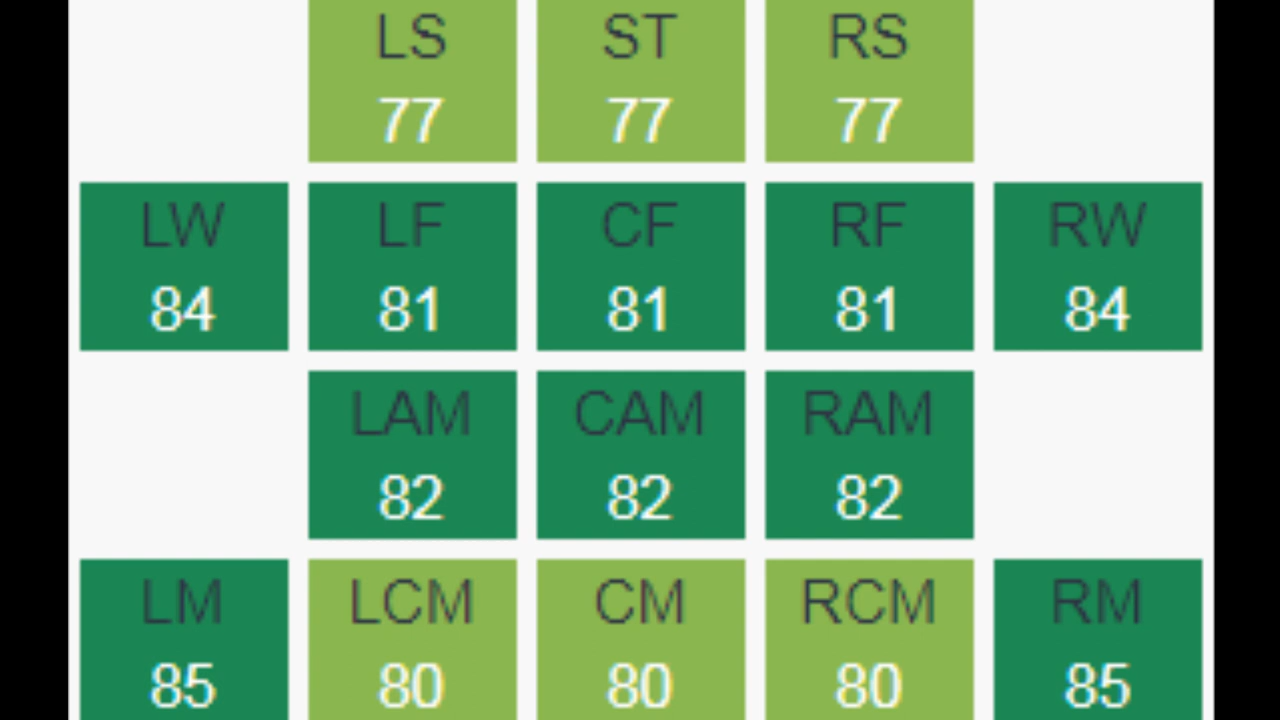 LS ST RS
77 77 77
LW LF CF RF RW
84 81 81 81 84
LAM CAM RAM
82 82 82
LM LCM CM RCM RM
85 80 80 80 85